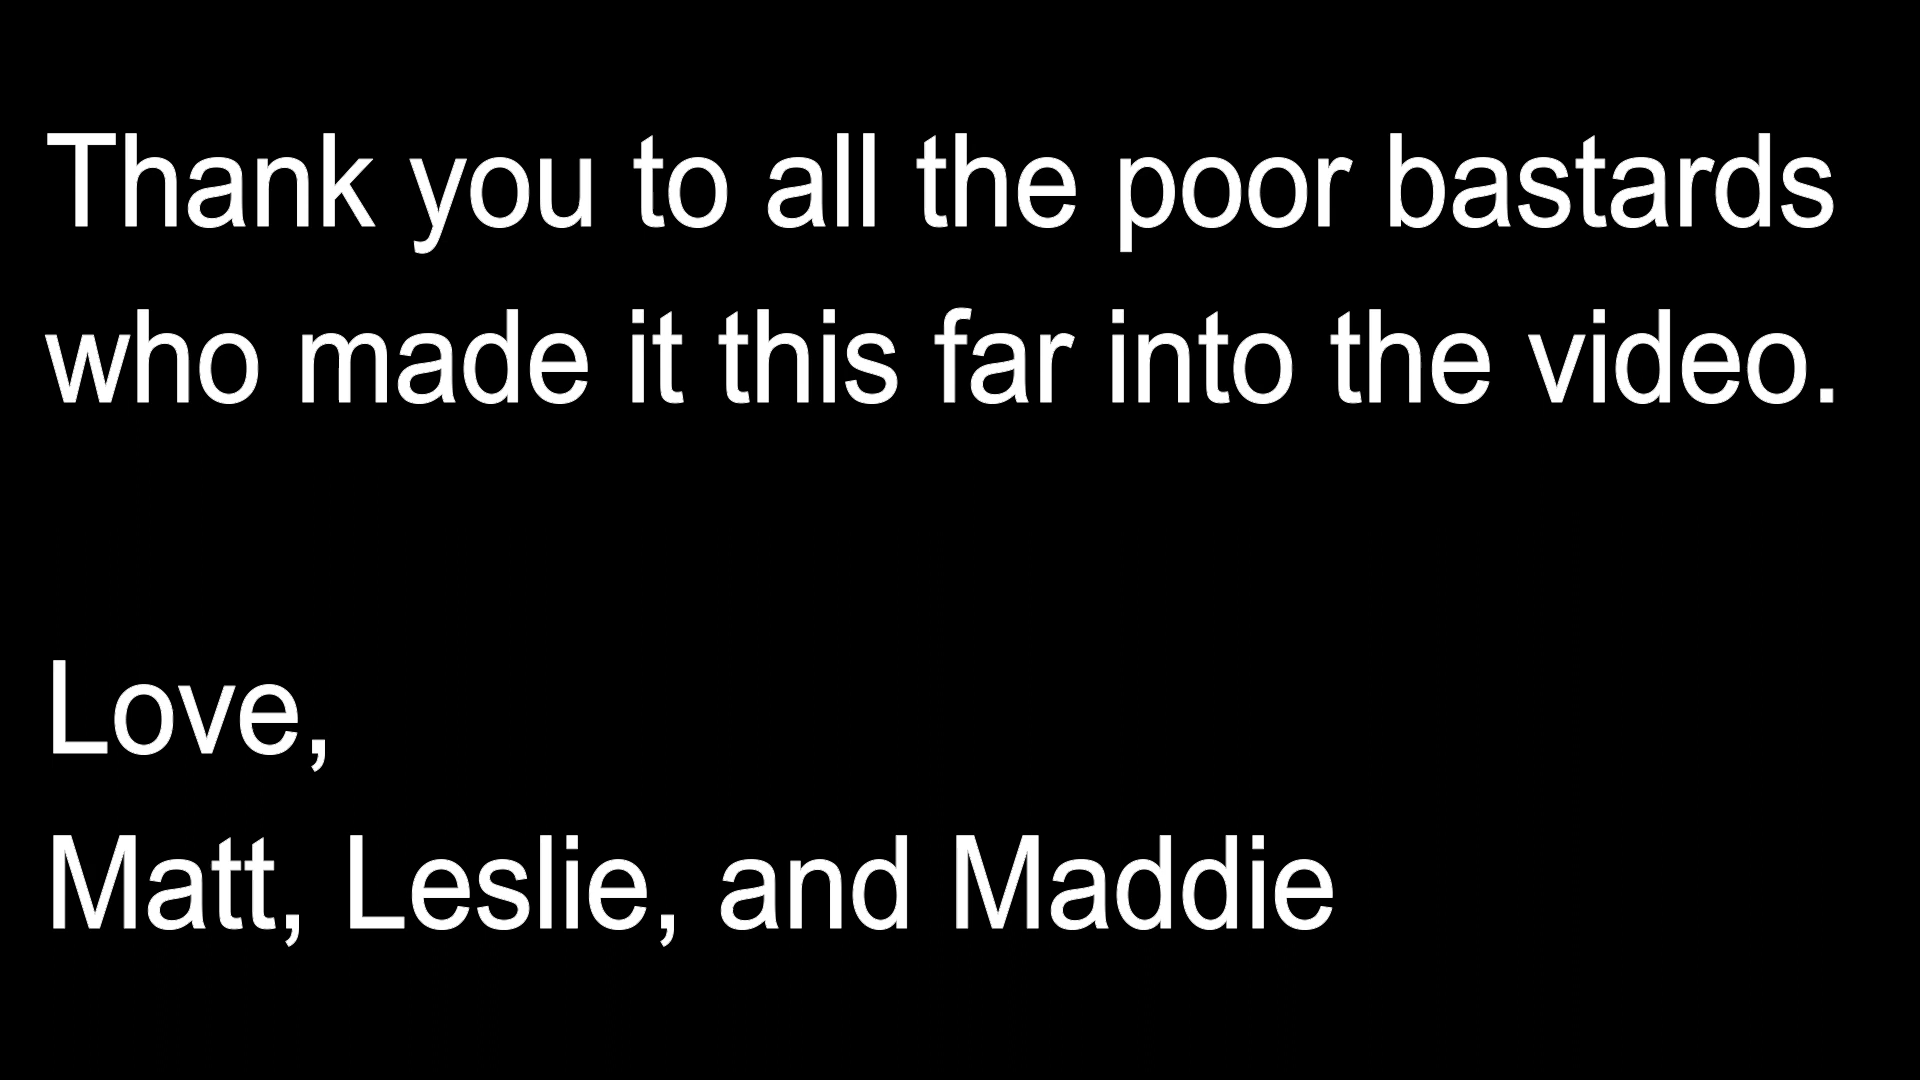 Thank you to all the poor bastards
who made it this far into the video.
Love,
Matt, Leslie, and Maddie